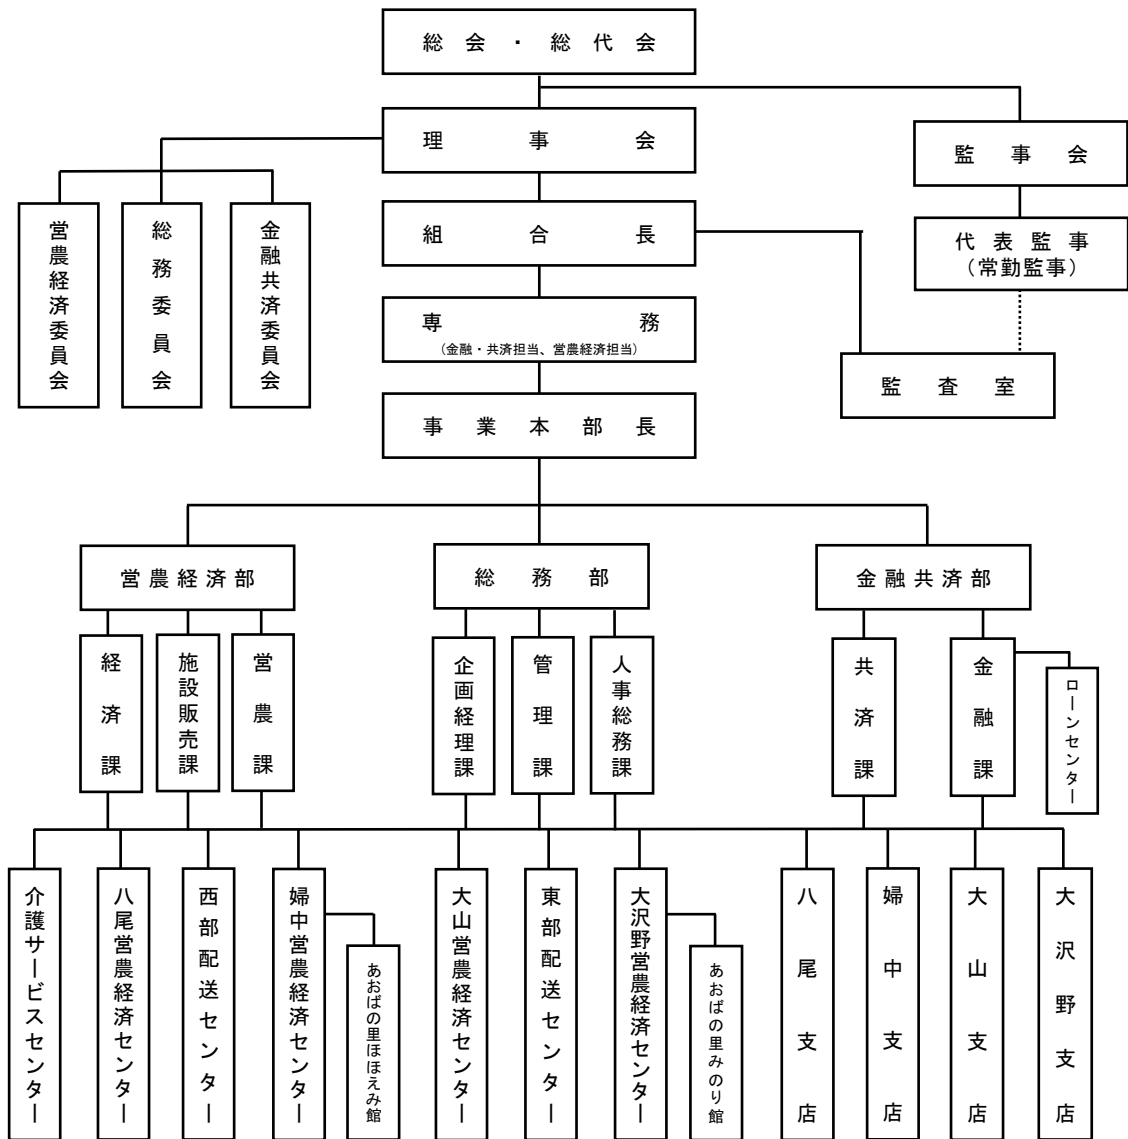 総会・総代会
理事会
監事会
営農経済委員会
総務委員会
金融共済委員会
組合長
代表監事
（常勤監事）
専務
（金融・共済担当、営農経済担当）
監査室
事業本部長
営農経済部
総務部
金融共済部
経済課
施設販売課
営農課
企画経理課
管理課
人事総務課
共済課
金融課
ローンセンター
介護サービスセンター
八尾営農経済センター
西部配送センター
婦中営農経済センター
あおばの里ほほえみ館
大山営農経済センター
東部配送センター
大沢野営農経済センター
あおばの里みのり館
八尾支店
婦中支店
大山支店
大沢野支店